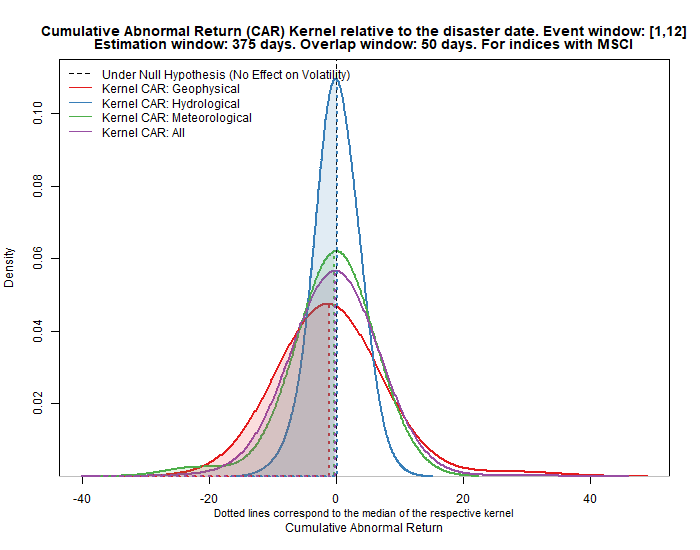 Cumulative Abnormal Return (CAR) Kernel relative to the disaster date. Event window: [1,12]
Estimation window: 375 days. Overlap window: 50 days. For indices with MSCI
Under Null Hypothesis (No Effect on Volatility)
Kernel CAR: Geophysical
Kernel CAR: Hydrological
Kernel CAR: Meteorological
Kernel CAR: All
Density
0.10
0.08
0.06
0.04
0.02
-40 -20 0 20 40
Dotted lines correspond to the median of the respective kernel
Cumulative Abnormal Return